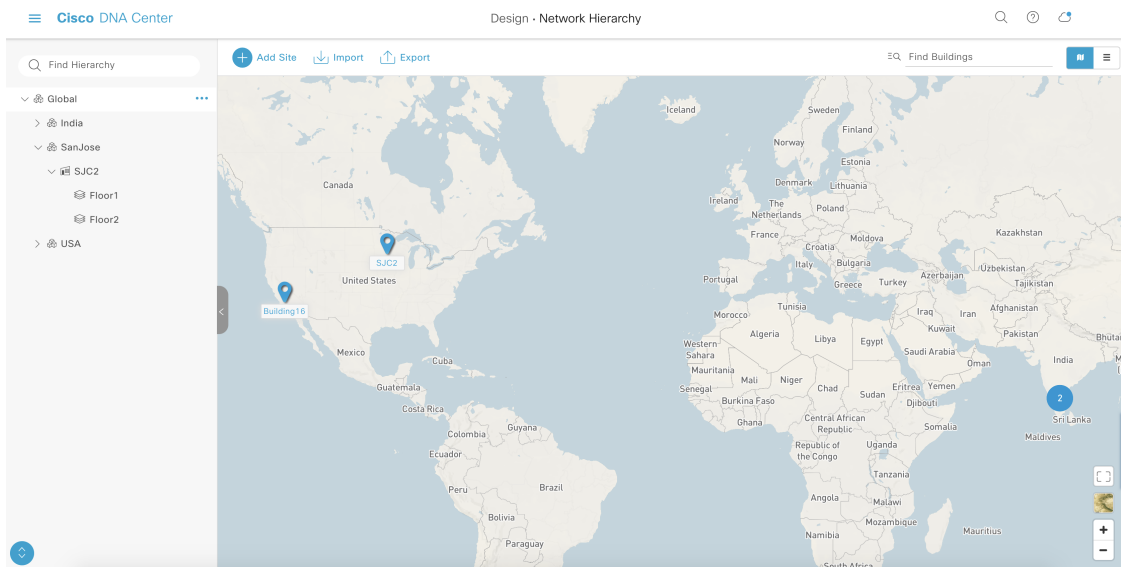 Cisco DNA Center
Design • Network Hierarchy
Find Hierarchy
Add Site
Import
Export
Find Buildings
Global
India
SanJose
SJC2
Floor1
Floor2
USA
Iceland
Sweden
Finland
Norway
Estonia
Canada
Denmark
Lithuania
Ireland
The
Netherlands
Poland
France
Moldova
Croatia
Kazakhstan
SJC2
Italy
Bulgaria
United States
Portugal
Greece
Turkey
Azerbaijan
Uzbekistan
Tajikistan
Building16
Tunisia
Morocco
Iraq
Iran
Afghanistan
Kuwait
Pakistan
Algeria
Libya
Egypt
Western
Sahara
Mexico
Cuba
Saudi Arabia
Oman
India
Mauritania
Guatemala
Senegal
Mali
Niger
Chad
Sudan
Eritrea
Yemen
Burkina Faso
Djibouti
2
Costa Rica
Ghana
Central African
Republic
Somalia
Sri Lanka
Colombia
Guyana
Maldives
Ecuador
Republic of
the Congo
Uganda
Tanzania
Peru
Brazil
Angola
Malawi
Bolivia
Mozambique
Namibia
Mauritius
Paraguay
South Africa